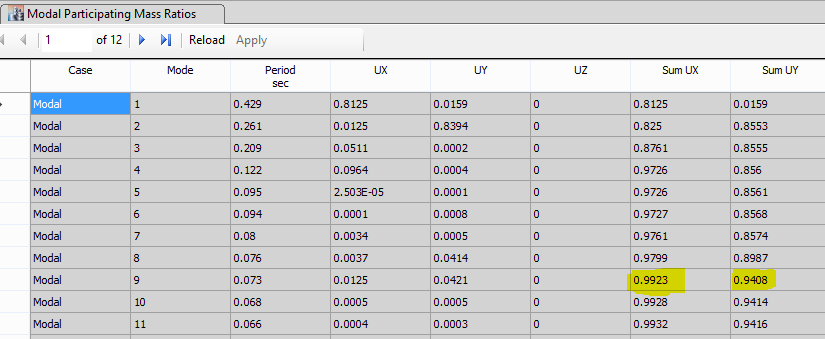 Modal Participating Mass Ratios
1 of 12 Reload Apply
Case Mode Period sec UX UY UZ Sum UX Sum UY
Modal 1 0.429 0.8125 0.0159 0 0.8125 0.0159
Modal 2 0.261 0.0125 0.8394 0 0.825 0.8553
Modal 3 0.209 0.0511 0.0002 0 0.8761 0.8555
Modal 4 0.122 0.0964 0.0004 0 0.9726 0.856
Modal 5 0.095 2.503E-05 0.0001 0 0.9726 0.8561
Modal 6 0.094 0.0001 0.0008 0 0.9727 0.8568
Modal 7 0.08 0.0034 0.0005 0 0.9761 0.8574
Modal 8 0.076 0.0037 0.0414 0 0.9799 0.8987
Modal 9 0.073 0.0125 0.0421 0 0.9923 0.9408
Modal 10 0.068 0.0005 0.0005 0 0.9928 0.9414
Modal 11 0.066 0.0004 0.0003 0 0.9932 0.9416